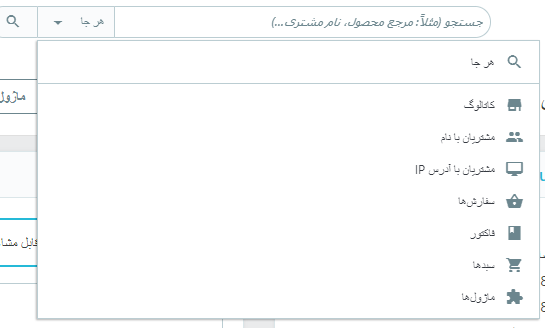 جستجو (مثلاً: مرجع محصول، نام مشتری...) هر جا
هر جا
کاتالوگ
مشتریان با نام
مشتریان با آدرس IP
سفارش‌ها
فاکتور
سبدها
ماژول‌ها
ماژول
قابل مشا